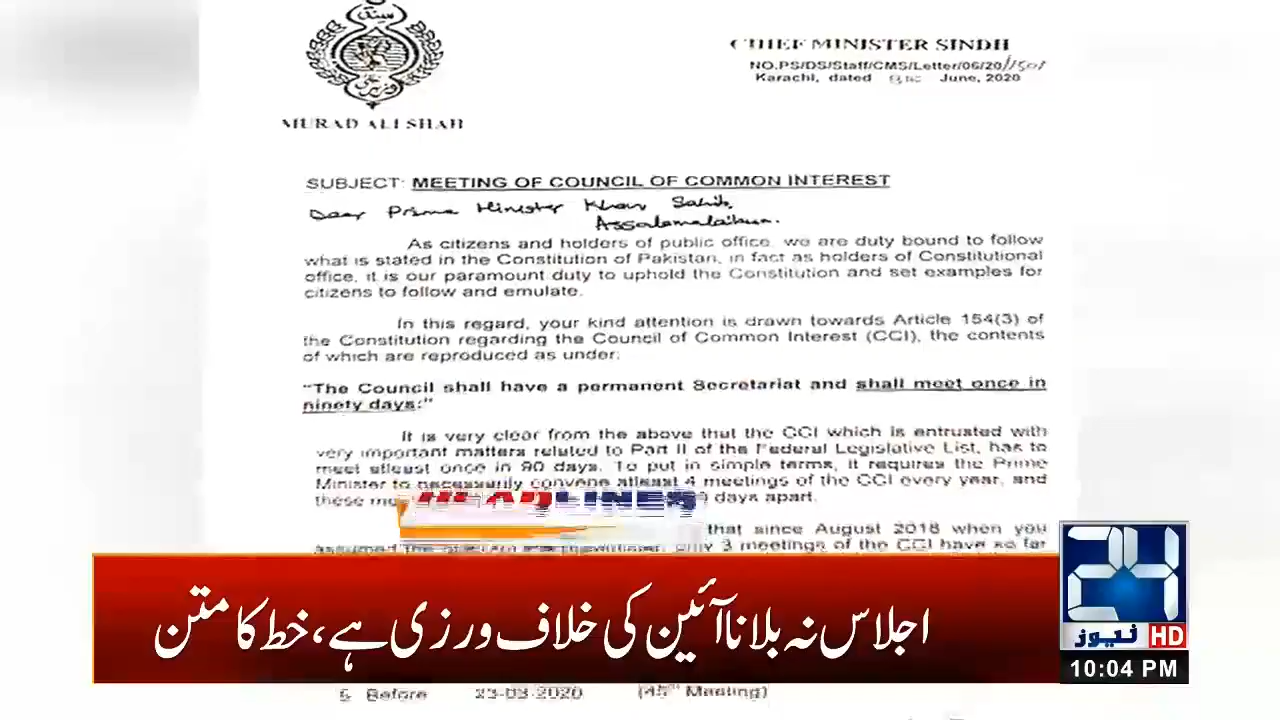 CHIEF MINISTER SINDH
NO.PS/DS/Staff/CMS/Letter/06/20/
Karachi, dated June, 2020
MURAD ALI SHAH
SUBJECT: MEETING OF COUNCIL OF COMMON INTEREST
Dear Prime Minister Khan Sahib,
Assalamalaikum.
As citizens and holders of public office, we are duty bound to follow
what is stated in the Constitution of Pakistan, in fact as holders of Constitutional
office, it is our paramount duty to uphold the Constitution and set examples for
citizens to follow and emulate.
In this regard, your kind attention is drawn towards Article 154(3) of
the Constitution regarding the Council of Common Interest (CCI), the contents
of which are reproduced as under:
"The Council shall have a permanent Secretariat and shall meet once in
ninety days:"
It is very clear from the above that the CCI which is entrusted with
very important matters related to Part II of the Federal Legislative List, has to
meet atleast once in 90 days. To put in simple terms, it requires the Prime
Minister to necessarily convene atleast 4 meetings of the CCI every year, and
these days apart.
HEADLINES
that since August 2018 when you
assumed the 3 meetings of the CCI have so far
اجلاس نہ بلانا آئین کی خلاف ورزی ہے، خط کا متن
24
نیوز HD
10:04 PM
5 Before 23-03-2020 (45th Meeting)